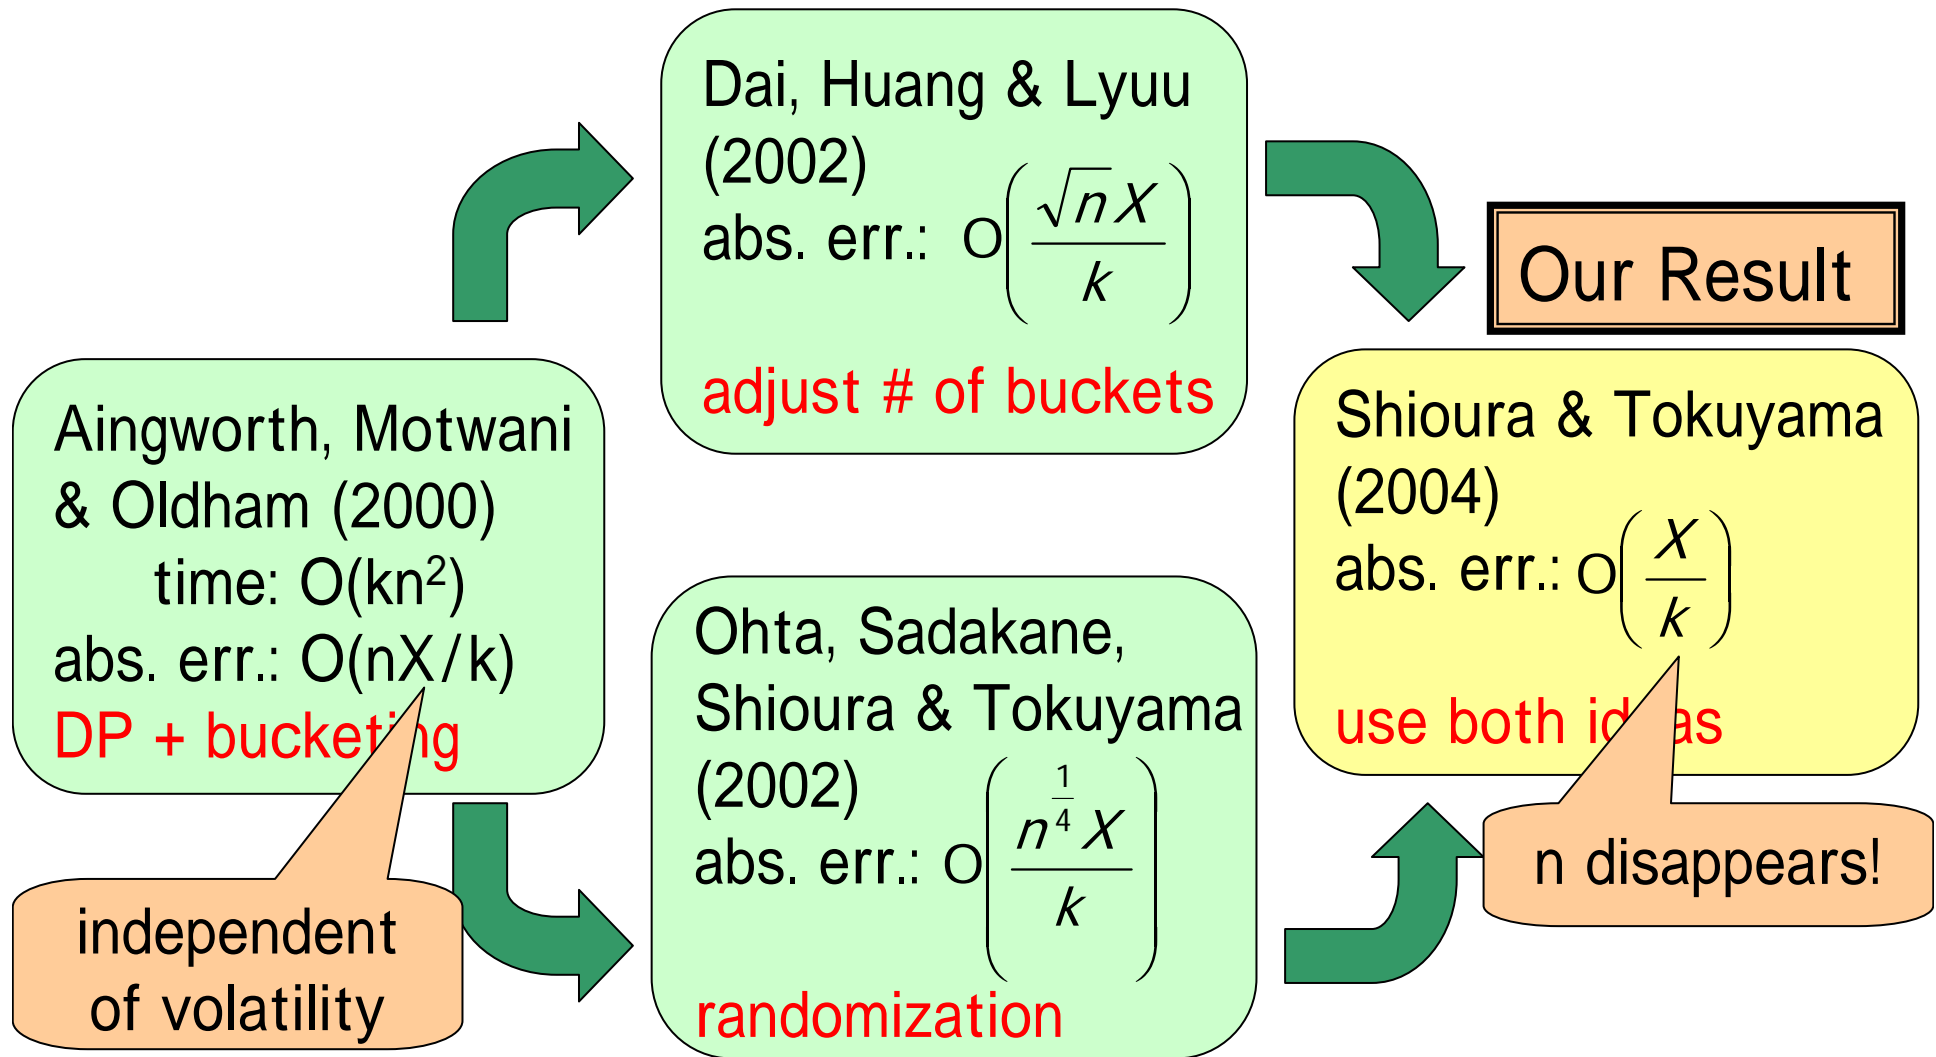 Dai, Huang & Lyuu
(2002)
abs. err.: O(√n X / k)
adjust # of buckets
Our Result
Aingworth, Motwani
& Oldham (2000)
time: O(kn²)
abs. err.: O(nX/k)
DP + bucketing
independent
of volatility
Ohta, Sadakane,
Shioura & Tokuyama
(2002)
abs. err.: O(n^{1/4} X / k)
randomization
Shioura & Tokuyama
(2004)
abs. err.: O(X / k)
use both ideas
n disappears!